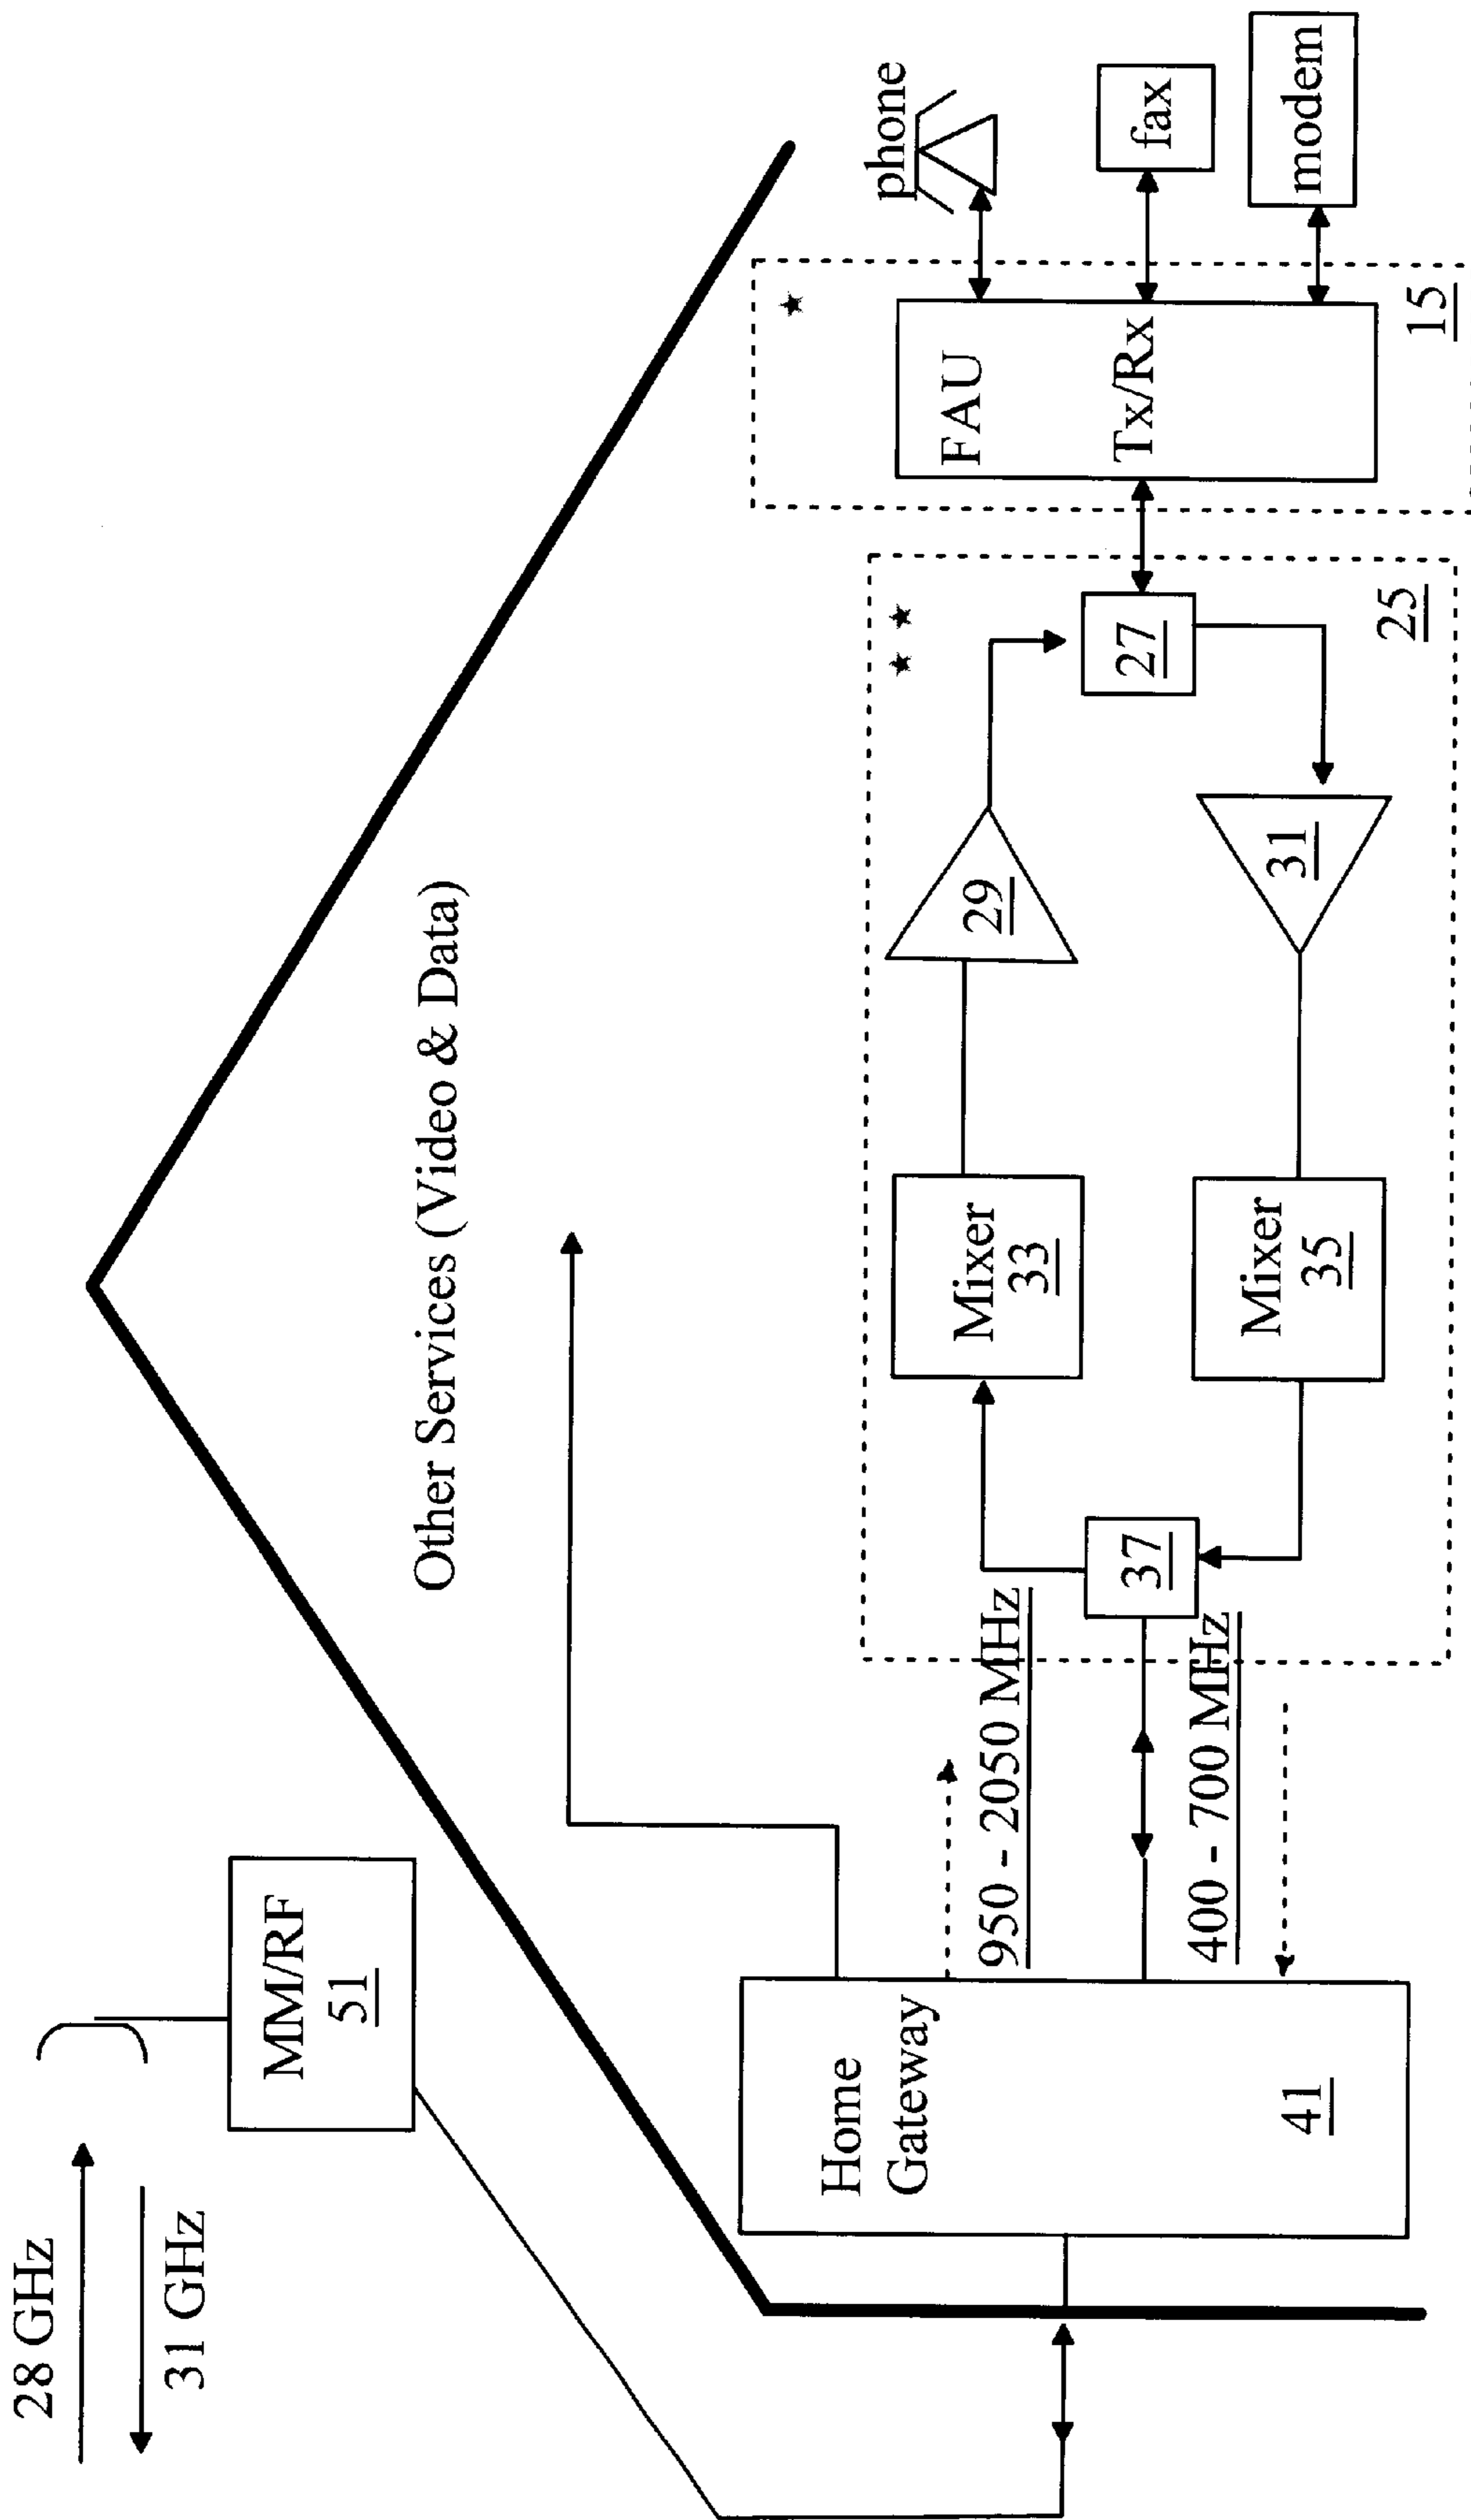 28 GHz
31 GHz
MM/RF
51
Other Services (Video & Data)
Home
Gateway
41
950 - 2050 MHz
400 - 700 MHz
37
Mixer
33
Mixer
35
29
31
27
25
FAU
Tx/Rx
15
phone
fax
modem